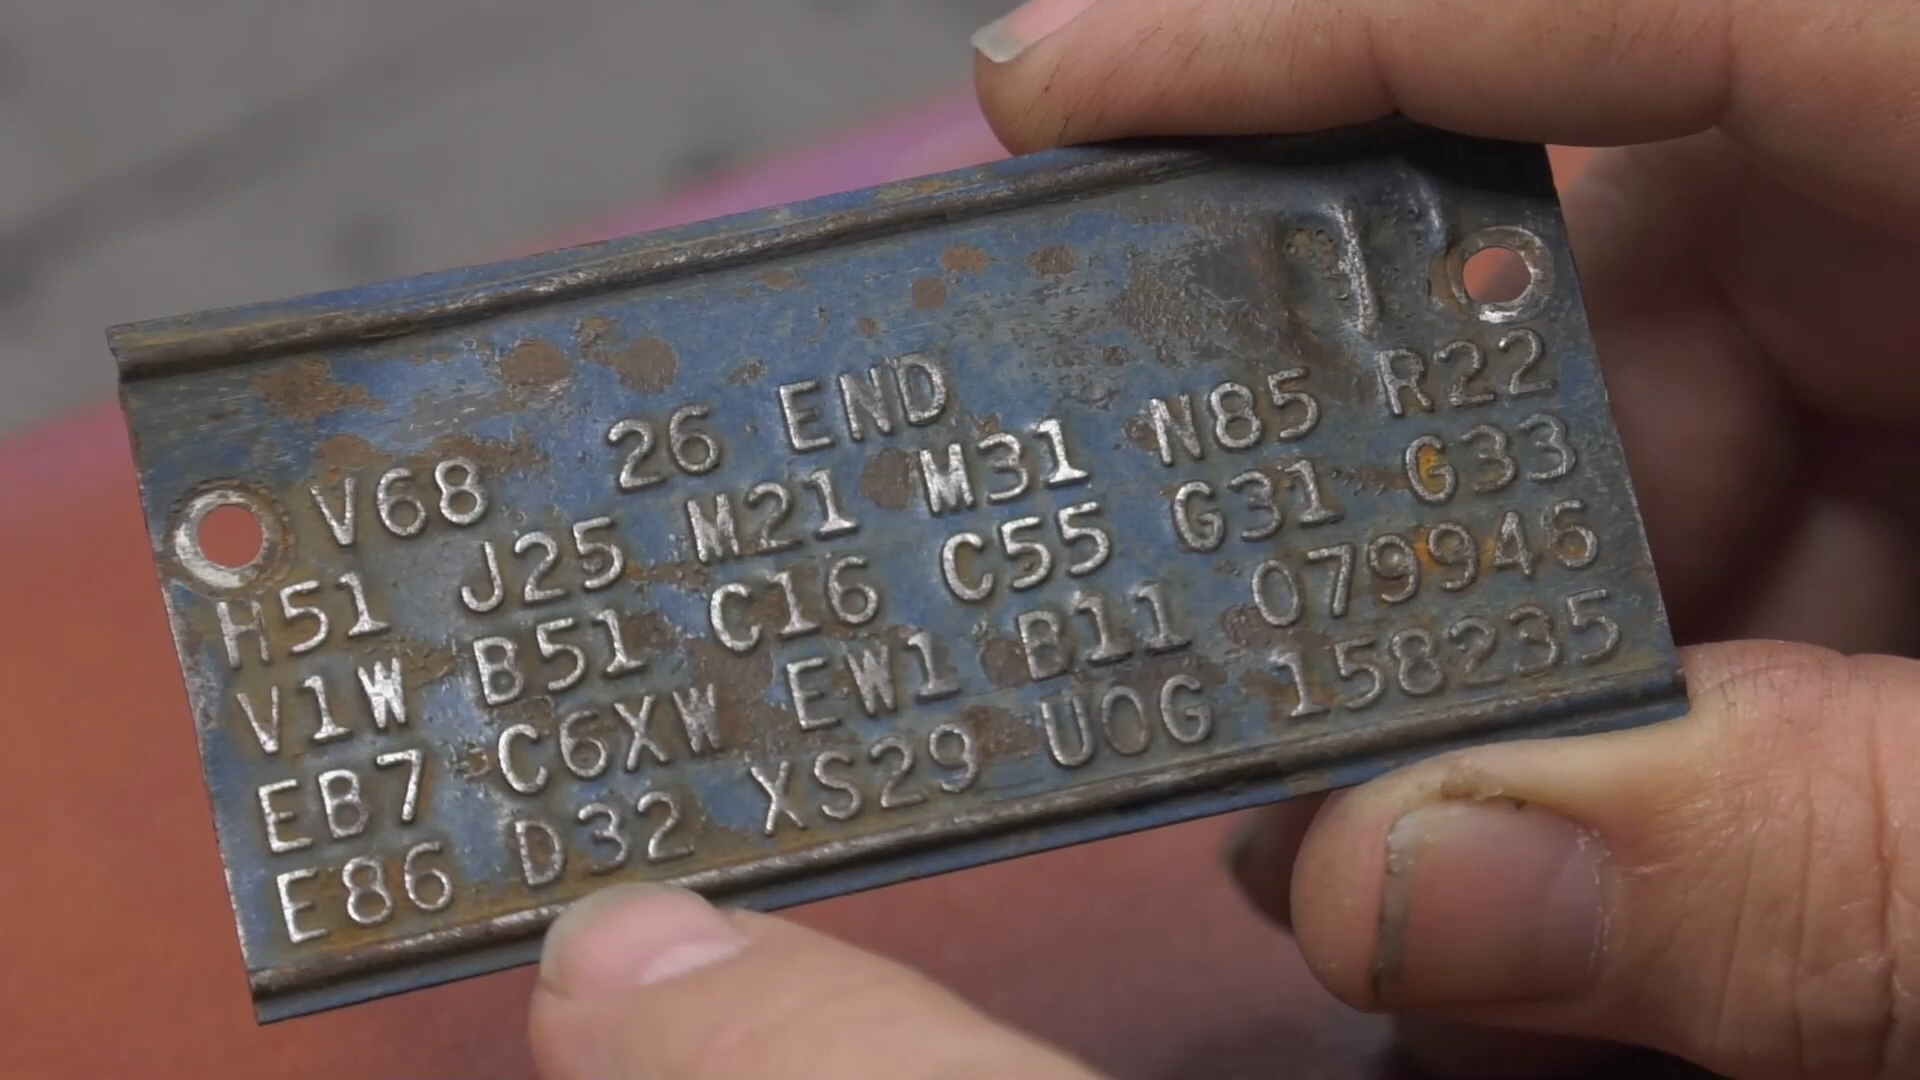 V68 26 END
H51 J25 M21 M31 N85 R22
V1W B51 C16 C55 G31 G33
EB7 C6XW EW1 B11 079946
E86 D32 XS29 UOG 158235